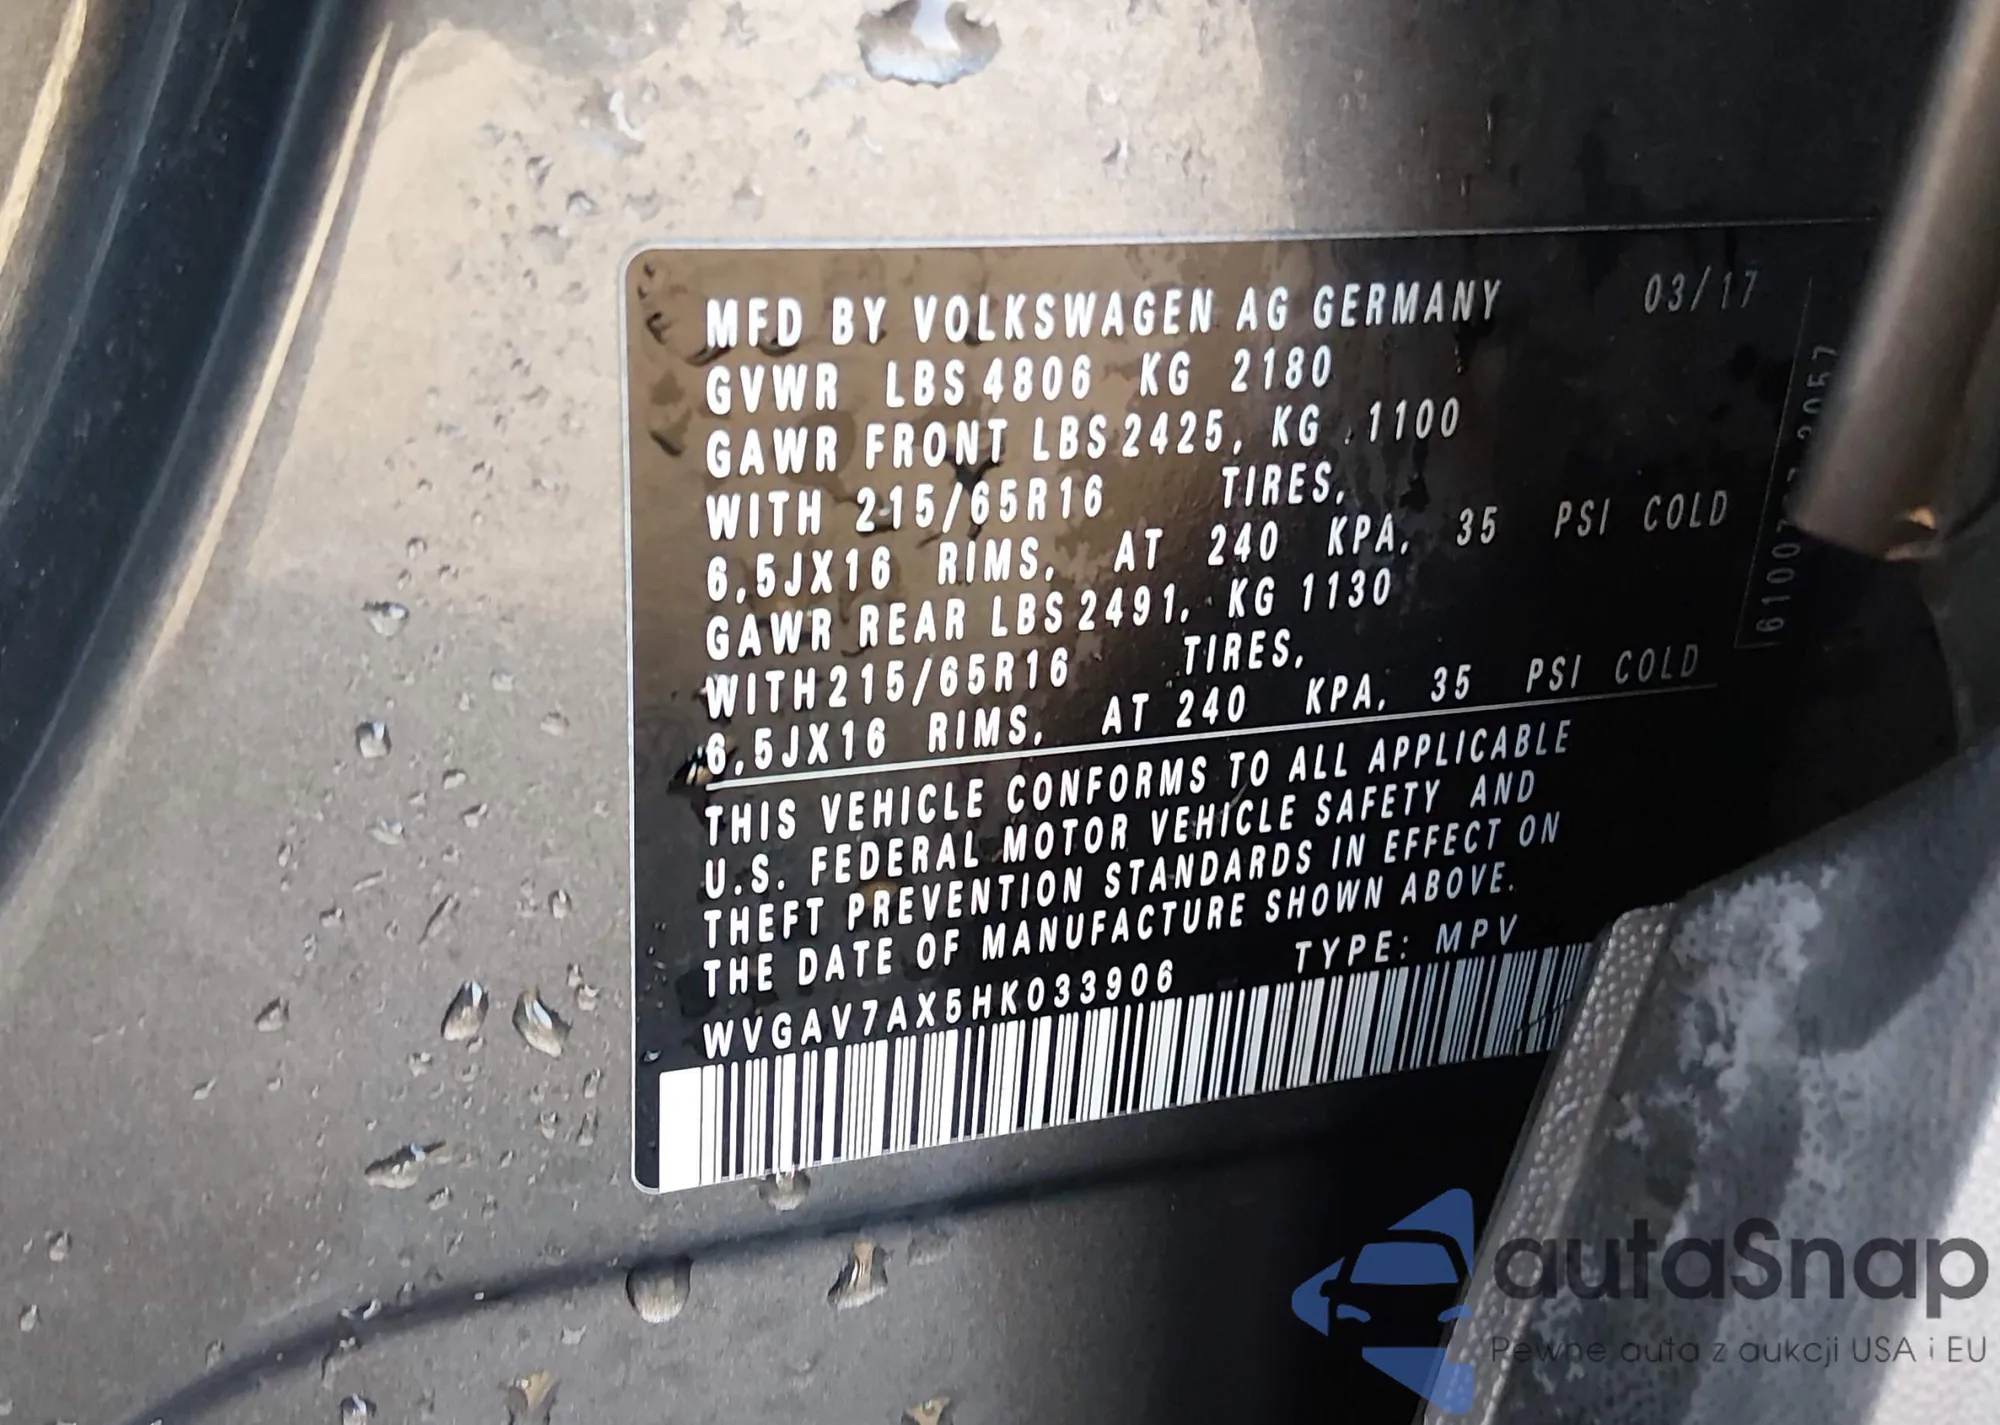 MFD BY VOLKSWAGEN AG GERMANY 03/17
GVWR LBS 4806 KG 2180
GAWR FRONT LBS 2425, KG 1100
WITH 215/65R16 TIRES,
6,5JX16 RIMS, AT 240 KPA, 35 PSI COLD
GAWR REAR LBS 2491, KG 1130
WITH 215/65R16 TIRES,
6,5JX16 RIMS, AT 240 KPA, 35 PSI COLD
THIS VEHICLE CONFORMS TO ALL APPLICABLE
U.S. FEDERAL MOTOR VEHICLE SAFETY AND
THEFT PREVENTION STANDARDS IN EFFECT ON
THE DATE OF MANUFACTURE SHOWN ABOVE.
WVGAV7AX5HK033906 TYPE: MPV
autaSnap
Pewne auta z aukcji USA i EU